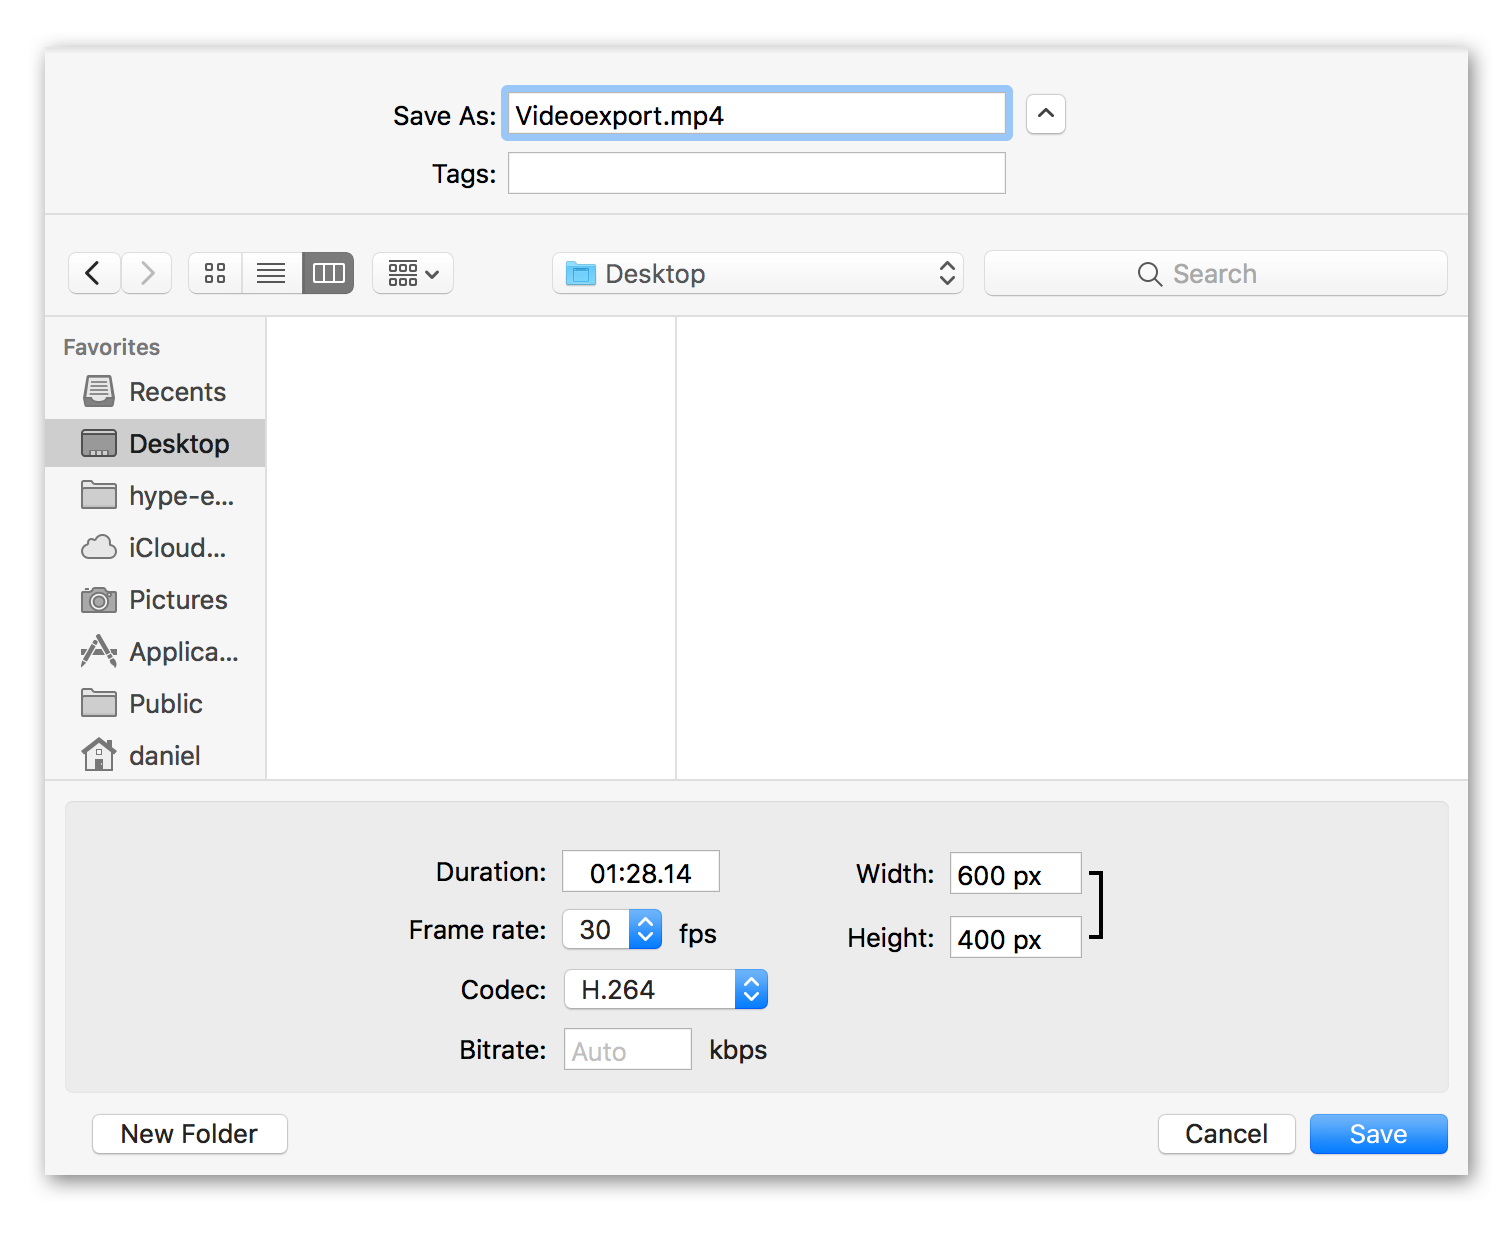 Save As: Videoexport.mp4
Tags:
Desktop
Search
Favorites
Recents
Desktop
hype-e...
iCloud...
Pictures
Applica...
Public
daniel
Duration: 01:28.14
Width: 600 px
Frame rate: 30 fps
Height: 400 px
Codec: H.264
Bitrate: Auto kbps
New Folder
Cancel
Save